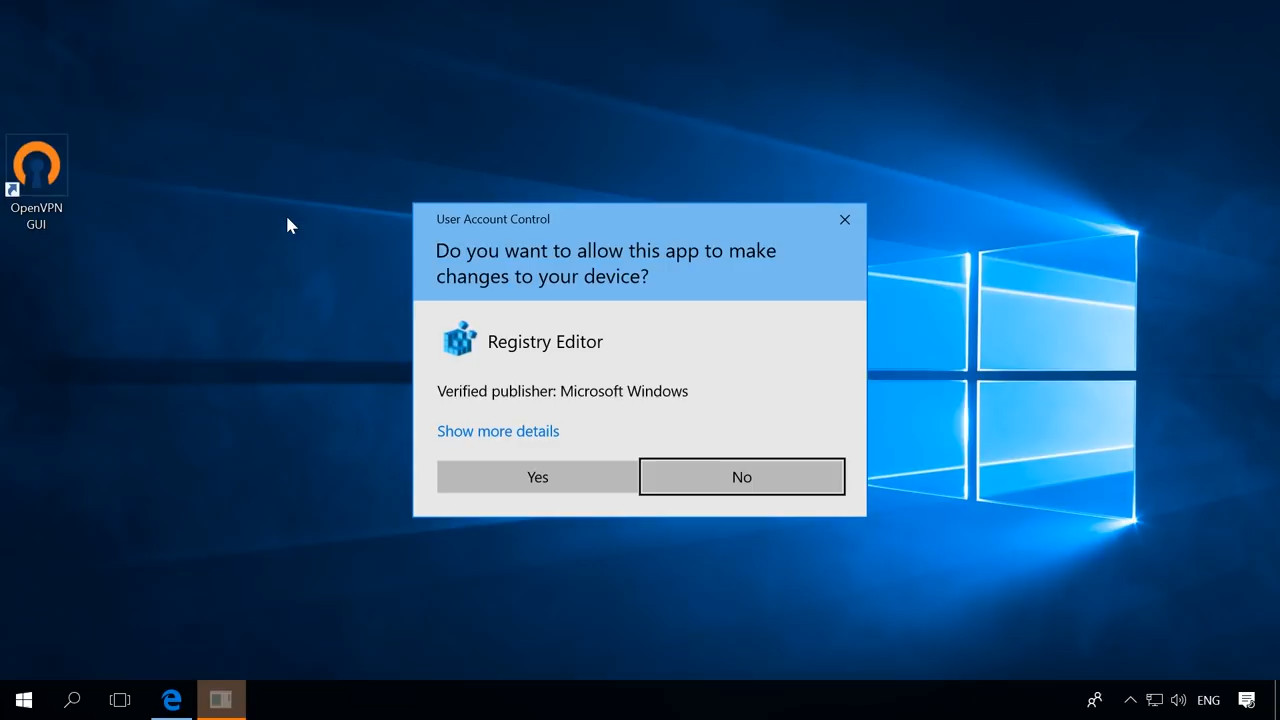 OpenVPN
GUI
User Account Control
Do you want to allow this app to make
changes to your device?
Registry Editor
Verified publisher: Microsoft Windows
Show more details
Yes
No
ENG